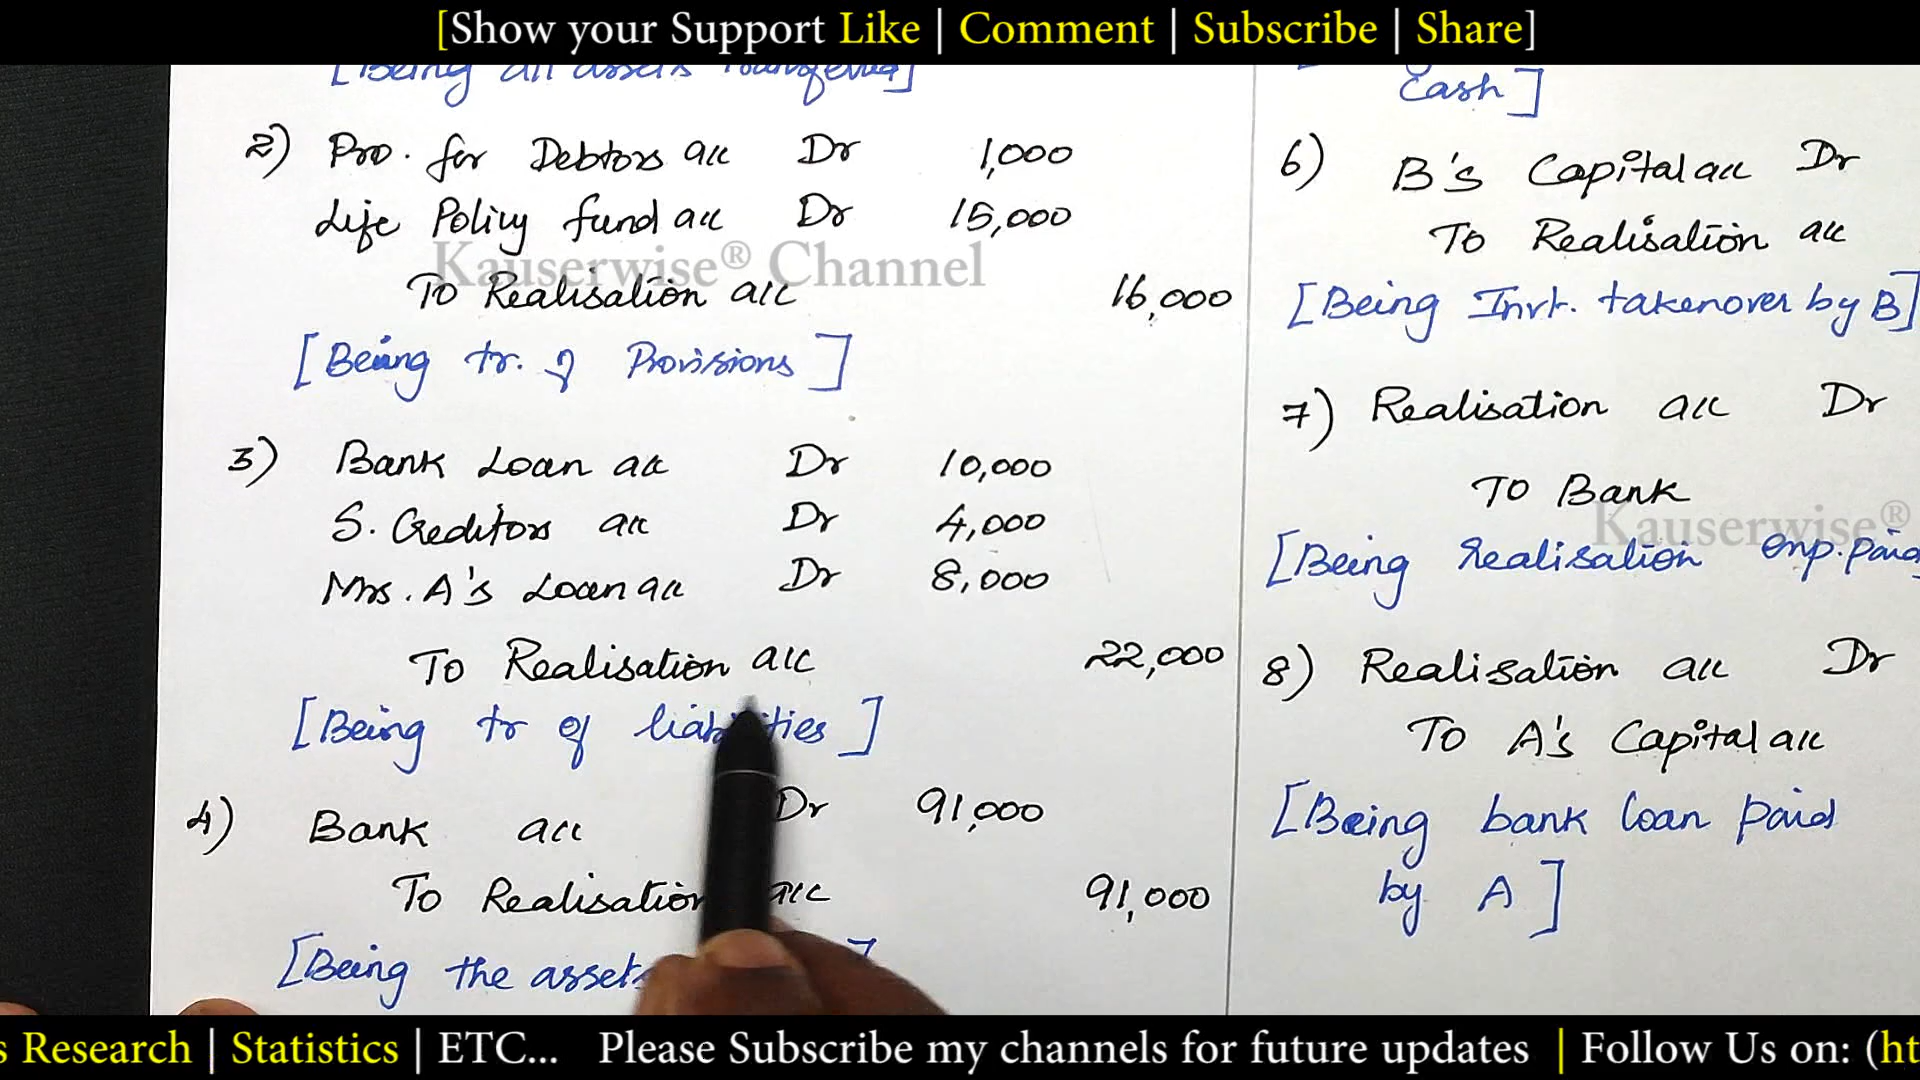 [Show your Support Like | Comment | Subscribe | Share]
[Being all assets transferred]
2) Pro. for Debtors a/c Dr 1,000
Life Policy fund a/c Dr 15,000
Kauserwise® Channel
To Realisation a/c 16,000
[Being tr. of Provisions]
3) Bank Loan a/c Dr 10,000
S. Creditors a/c Dr 4,000
Mrs. A's Loan a/c Dr 8,000
To Realisation a/c 22,000
[Being tr of liabilities]
4) Bank a/c Dr 91,000
To Realisation a/c 91,000
[Being the assets ]
Cash]
6) B's Capital a/c Dr
To Realisation a/c
[Being Invt. takenover by B]
7) Realisation a/c Dr
To Bank
Kauserwise®
[Being Realisation Exp. paid
8) Realisation a/c Dr
To A's Capital a/c
[Being bank loan paid
by A]
s Research | Statistics | ETC... Please Subscribe my channels for future updates | Follow Us on: (ht